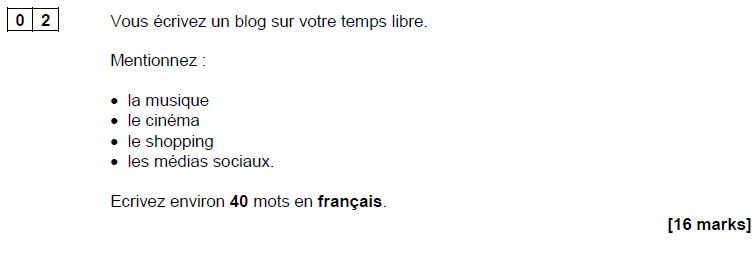 0 2 Vous écrivez un blog sur votre temps libre.
Mentionnez :
• la musique
• le cinéma
• le shopping
• les médias sociaux.
Ecrivez environ 40 mots en français.
[16 marks]